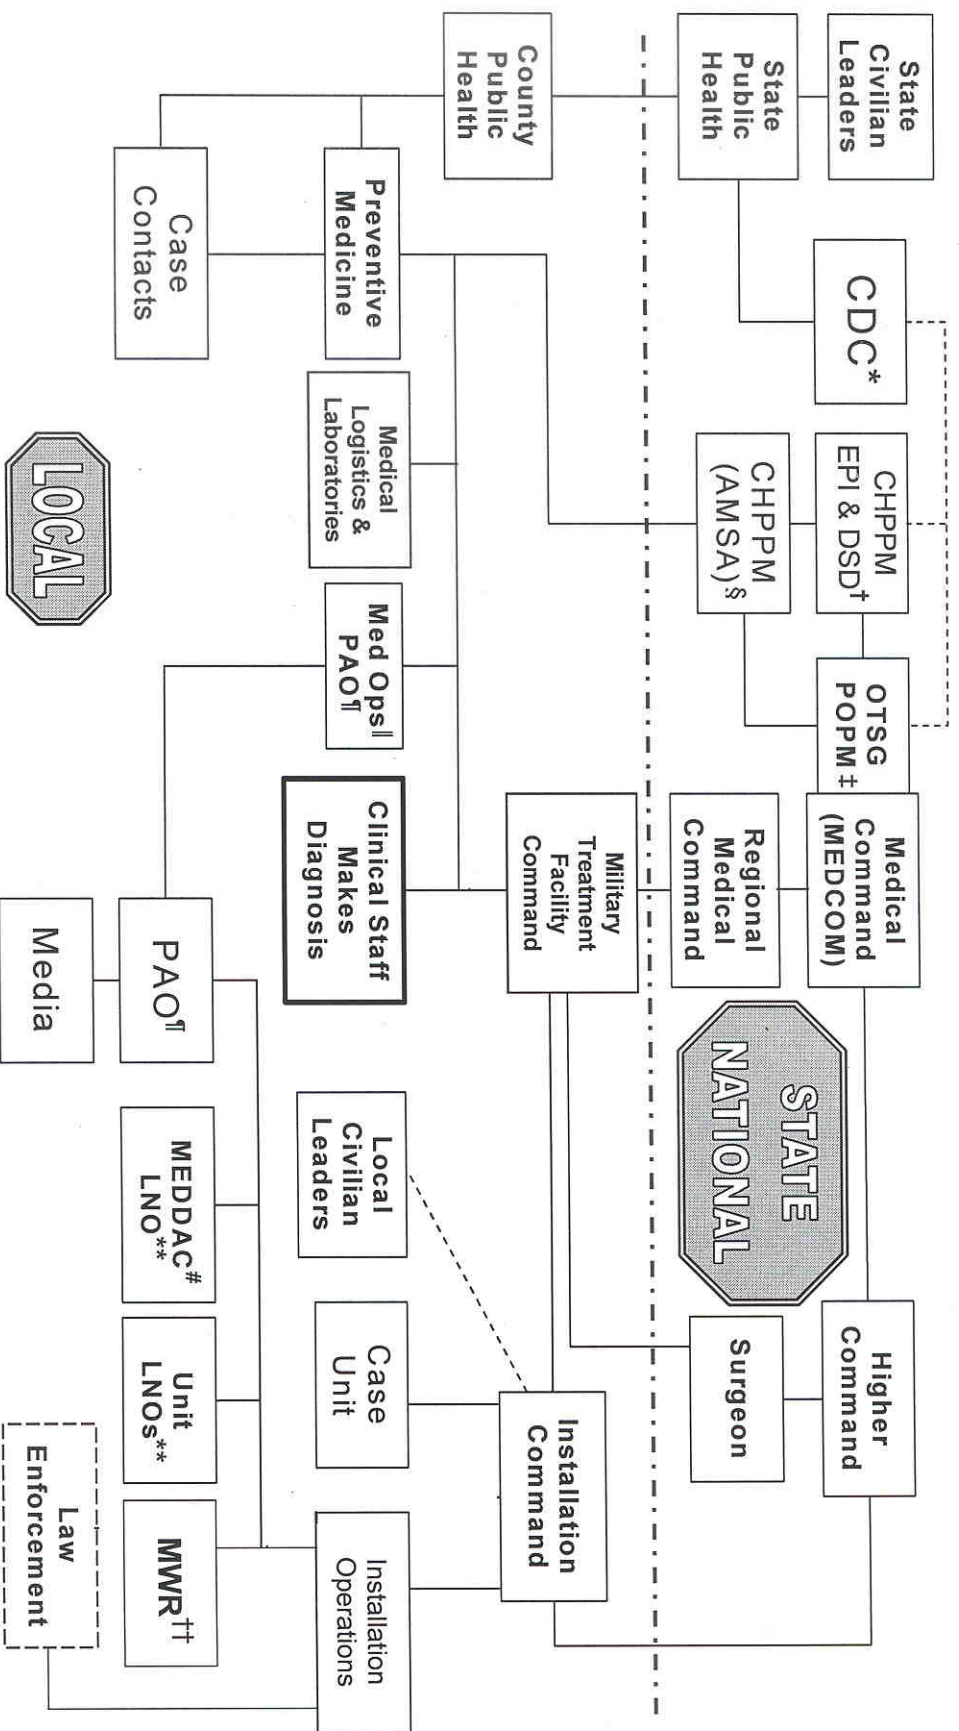 State
Civilian
Leaders
CDC*
CHPPM
EPI & DSD†
OTSG
POPM‡
Medical
Command
(MEDCOM)
Higher
Command
State
Public
Health
CHPPM
(AMSA)§
Regional
Medical
Command
STATE
NATIONAL
Surgeon
County
Public
Health
Military
Treatment
Facility
Command
Installation
Command
Preventive
Medicine
Medical
Logistics &
Laboratories
Med Ops‖
PAO¶
Clinical Staff
Makes
Diagnosis
Local
Civilian
Leaders
Case
Unit
Installation
Operations
Case
Contacts
PAO¶
MEDDAC#
LNO**
Unit
LNOs**
MWR††
LOCAL
Media
Law
Enforcement